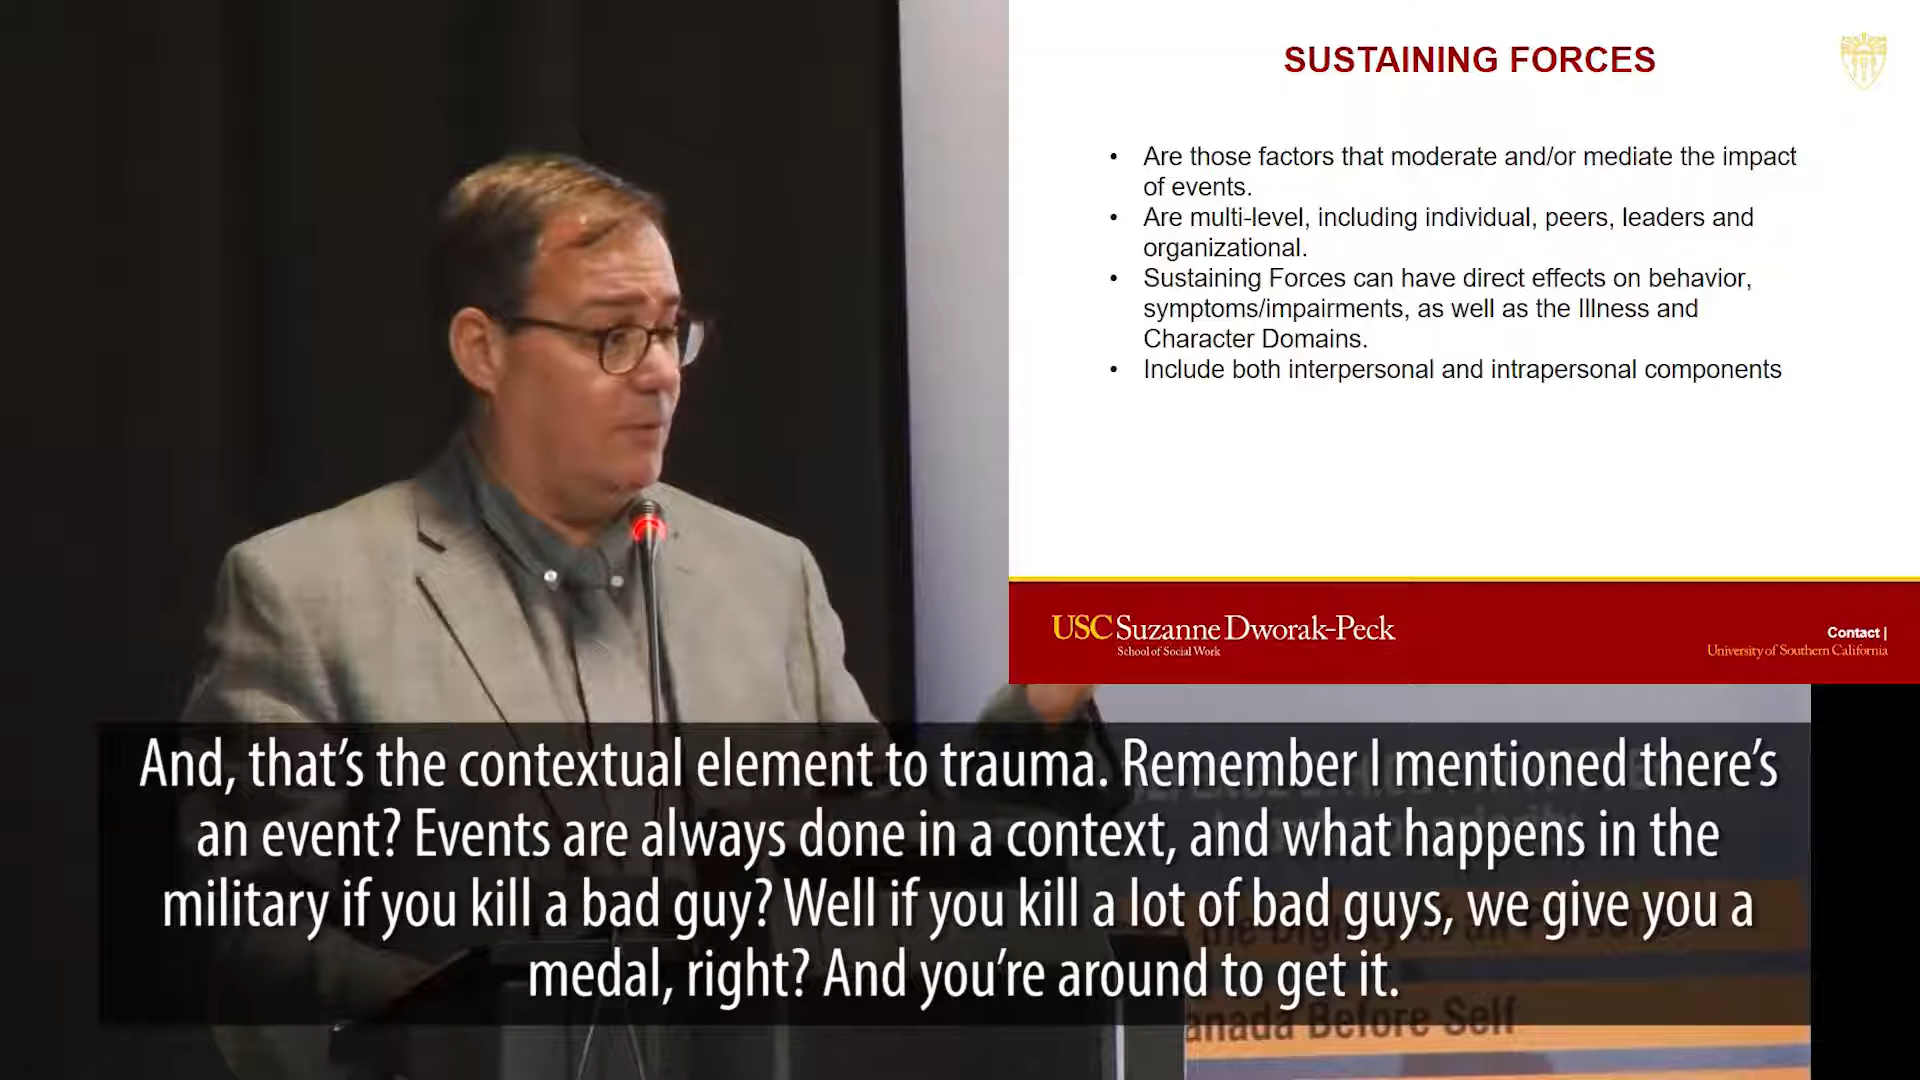 SUSTAINING FORCES
• Are those factors that moderate and/or mediate the impact
of events.
• Are multi-level, including individual, peers, leaders and
organizational.
• Sustaining Forces can have direct effects on behavior,
symptoms/impairments, as well as the Illness and
Character Domains.
• Include both interpersonal and intrapersonal components
USC Suzanne Dworak-Peck
School of Social Work
Contact |
University of Southern California
And, that's the contextual element to trauma. Remember I mentioned there's
an event? Events are always done in a context, and what happens in the
military if you kill a bad guy? Well if you kill a lot of bad guys, we give you a
medal, right? And you're around to get it.
Before Self